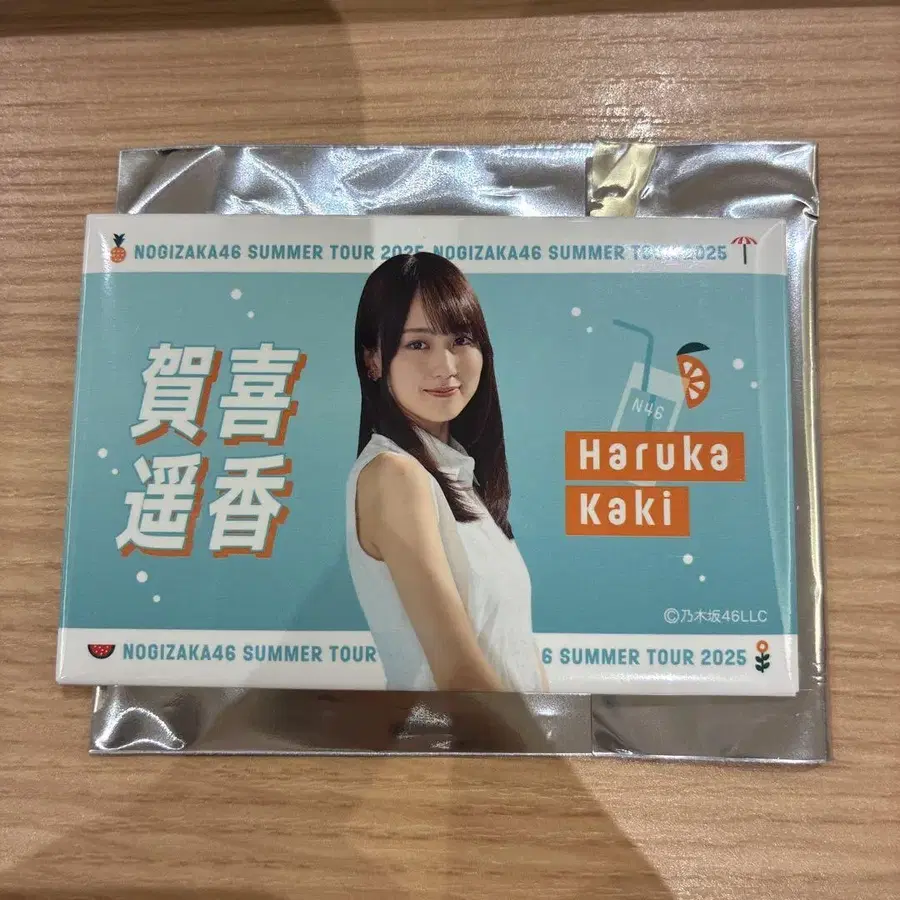 NOGIZAKA46 SUMMER TOUR 2025 NOGIZAKA46 SUMMER TOUR 2025
賀喜
遥香
N46
Haruka
Kaki
©乃木坂46LLC
NOGIZAKA46 SUMMER TOUR 6 SUMMER TOUR 2025